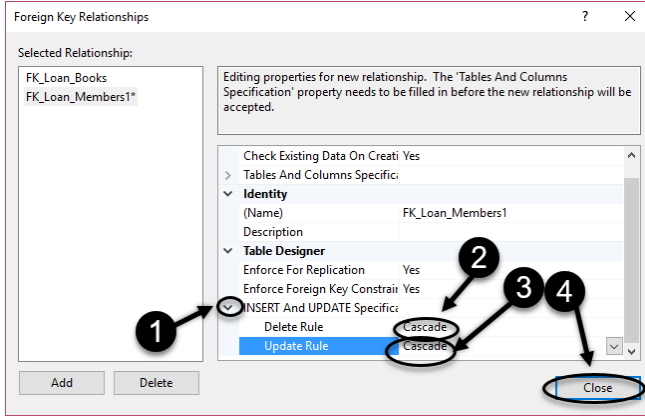 Foreign Key Relationships
? X
Selected Relationship:
FK_Loan_Books
FK_Loan_Members1*
Editing properties for new relationship. The 'Tables And Columns
Specification' property needs to be filled in before the new relationship will be
accepted.
Check Existing Data On Creati Yes
Tables And Columns Specifica
Identity
(Name) FK_Loan_Members1
Description
Table Designer
Enforce For Replication Yes
Enforce Foreign Key Constrain Yes
INSERT And UPDATE Specifica
Delete Rule Cascade
Update Rule Cascade
1
2
3
4
Add Delete Close